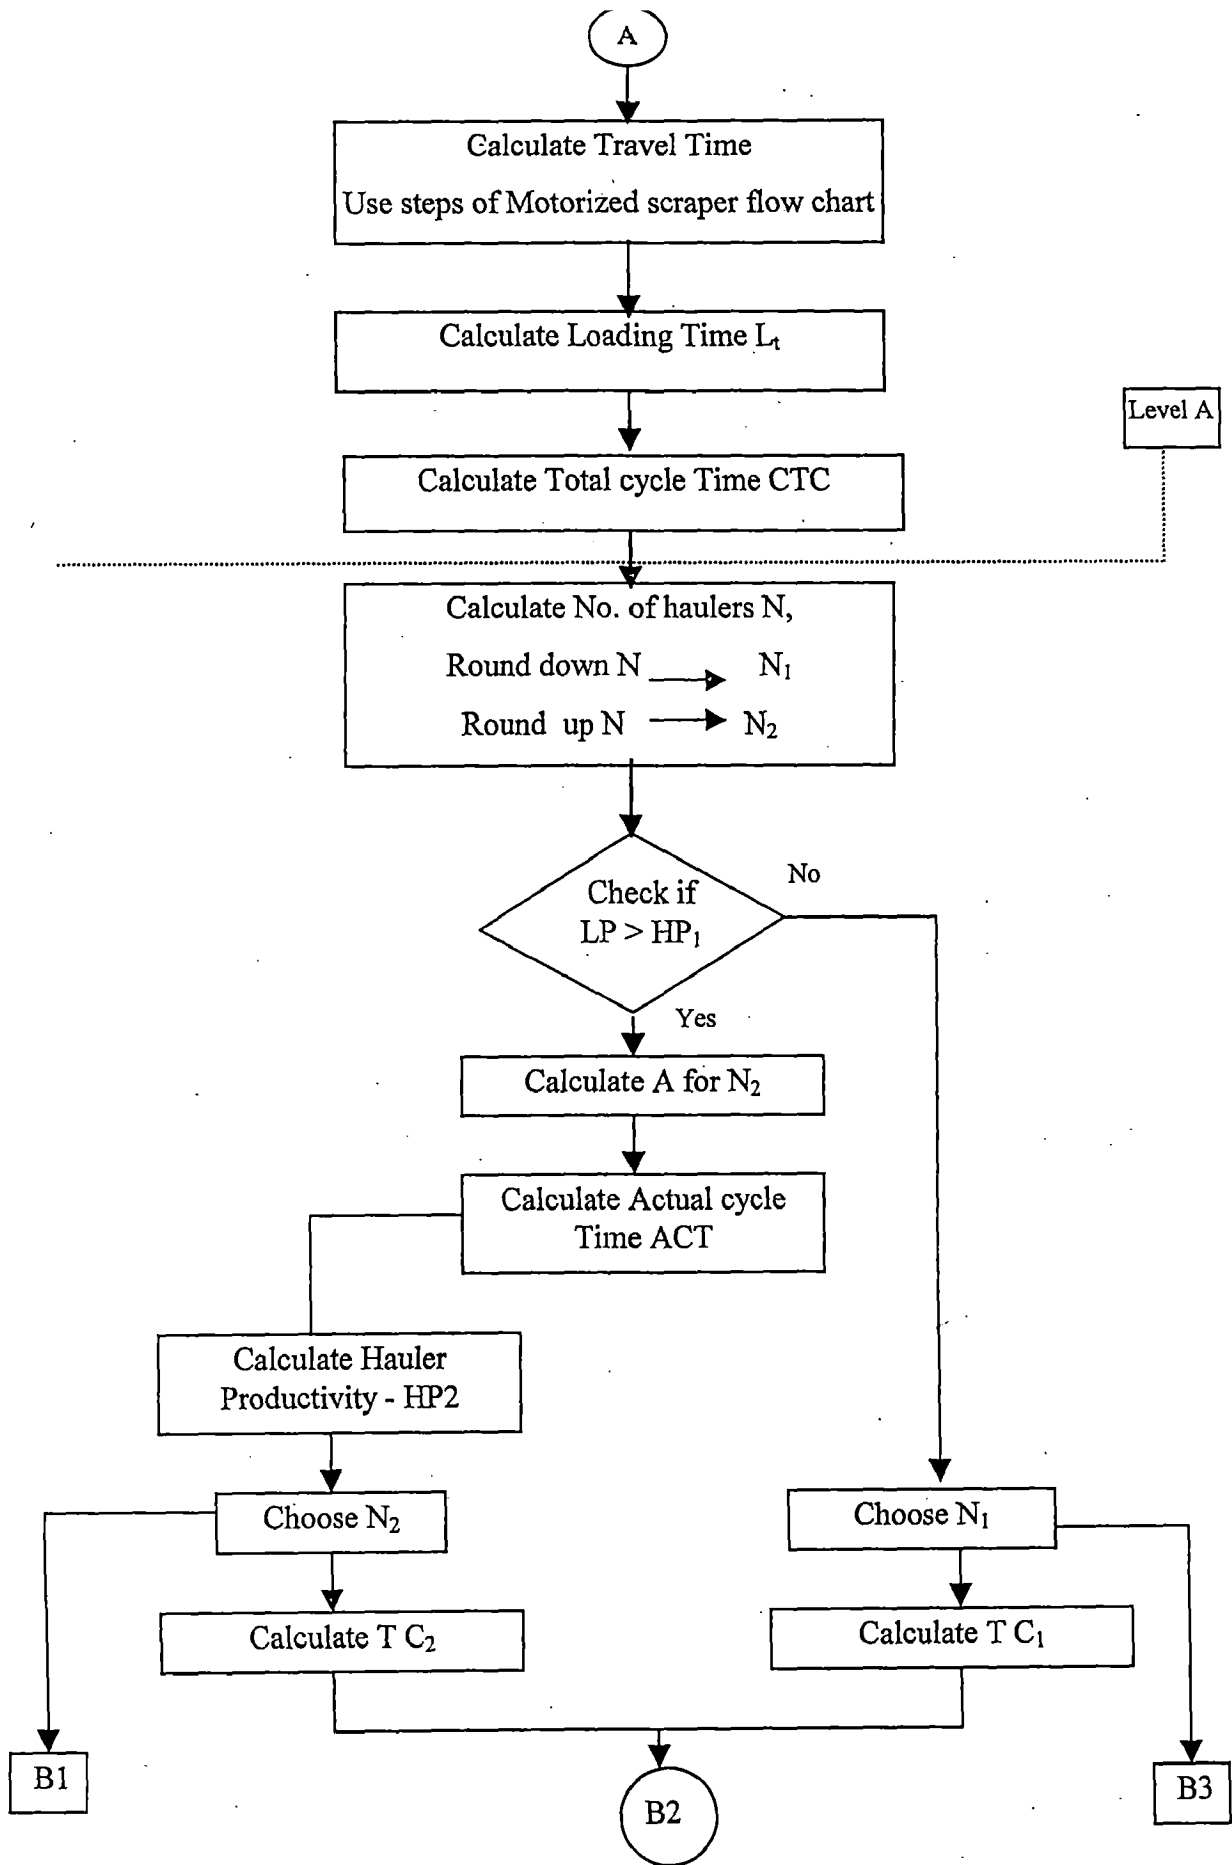 A
Calculate Travel Time
Use steps of Motorized scraper flow chart
Calculate Loading Time Lₜ
Level A
Calculate Total cycle Time CTC
Calculate No. of haulers N,
Round down N N₁
Round up N N₂
No
Check if
LP > HP₁
Yes
Calculate A for N₂
Calculate Actual cycle
Time ACT
Calculate Hauler
Productivity - HP2
Choose N₂
Choose N₁
Calculate T C₂
Calculate T C₁
B1
B2
B3